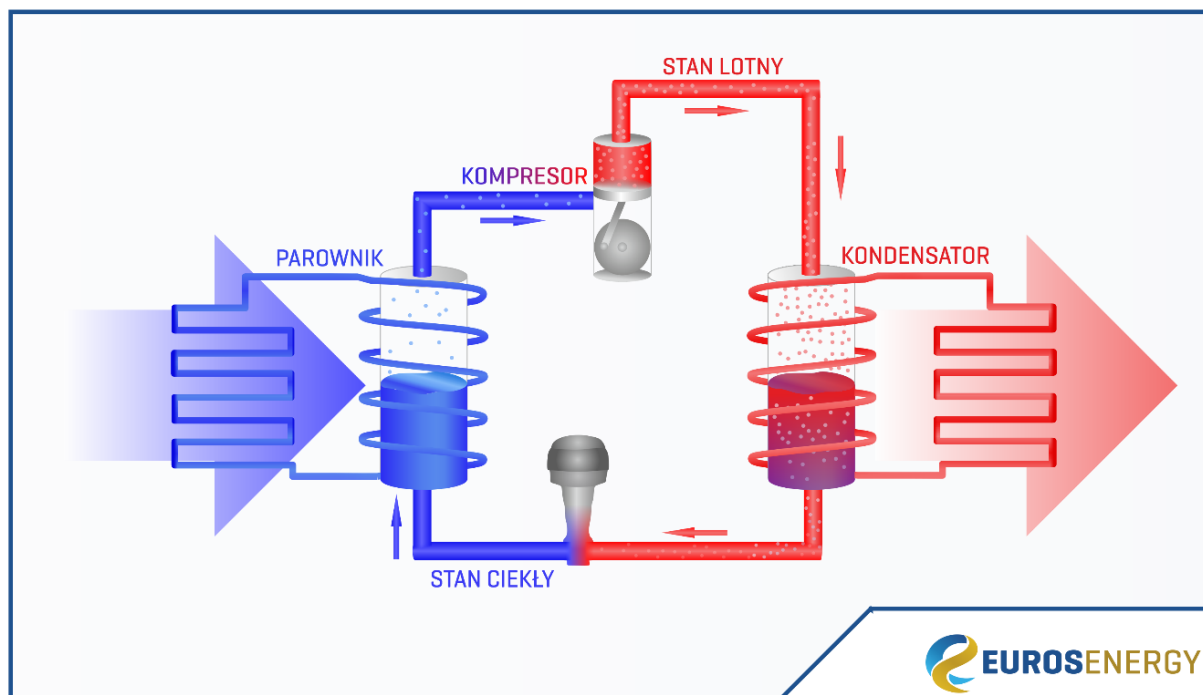 STAN LOTNY
KOMPRESOR
PAROWNIK
KONDENSATOR
STAN CIEKŁY
EUROSENERGY